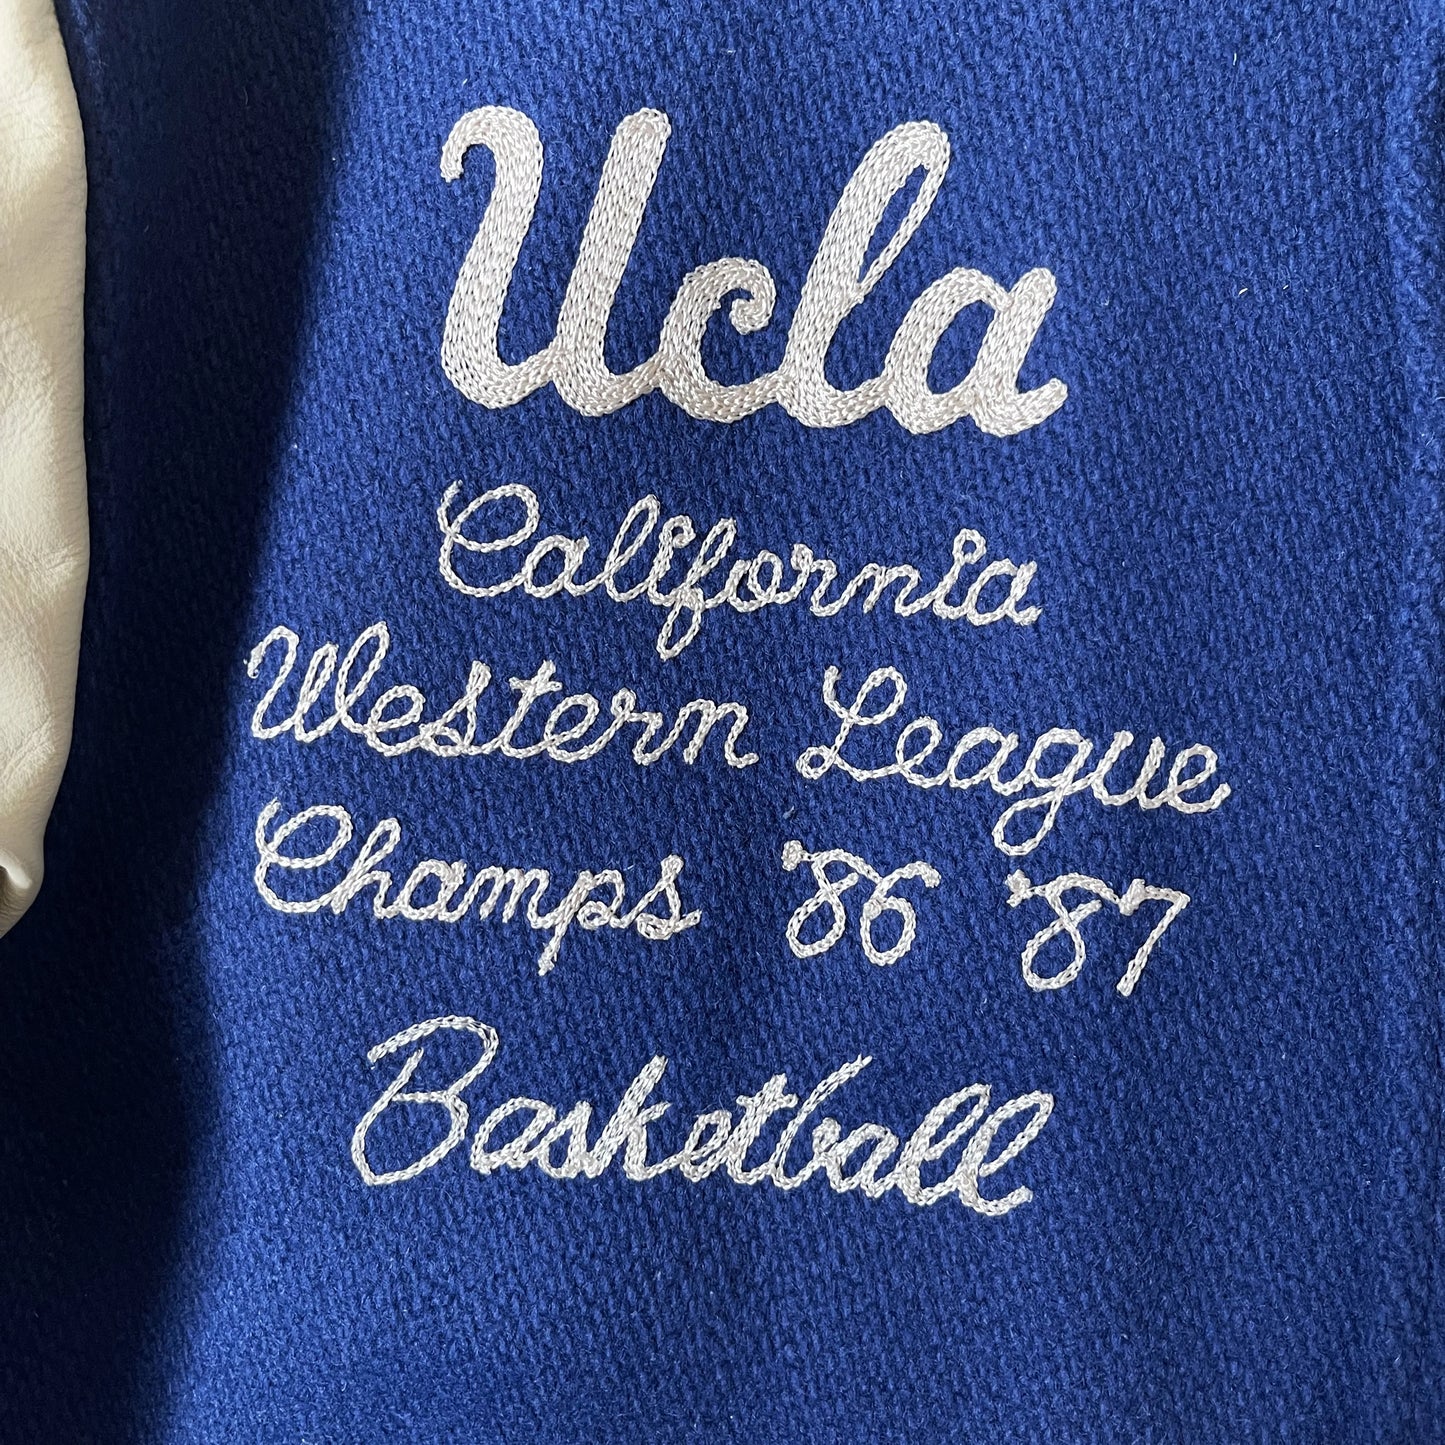 Ucla
California
Western League
Champs '86 '87
Basketball